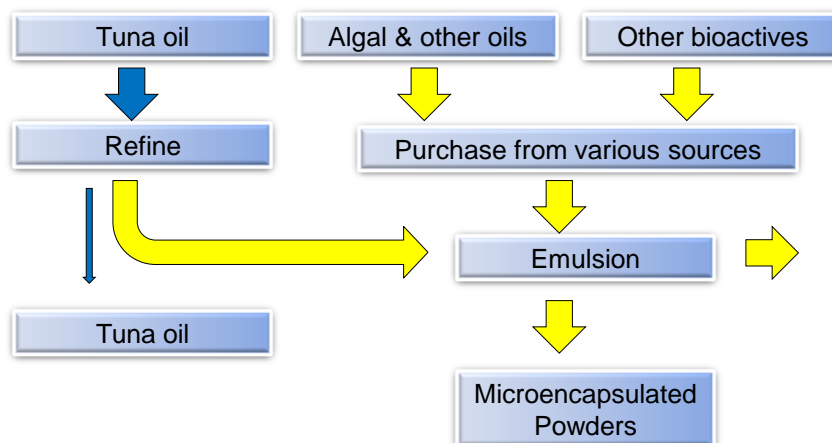 Tuna oil
Algal & other oils
Other bioactives
Refine
Purchase from various sources
Emulsion
Tuna oil
Microencapsulated
Powders